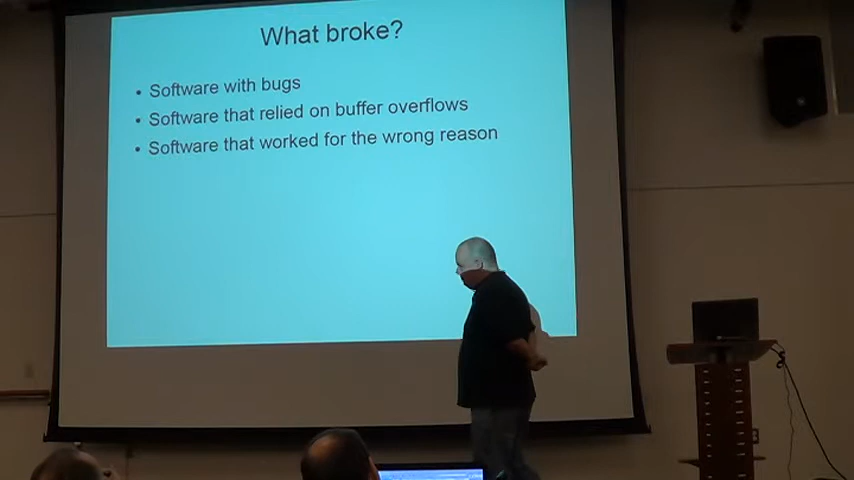 What broke?
• Software with bugs
• Software that relied on buffer overflows
• Software that worked for the wrong reason